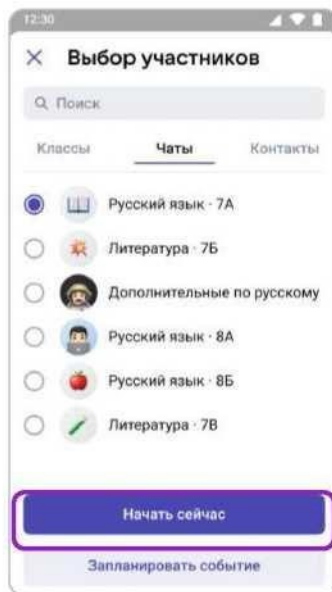 12:30
Выбор участников
Поиск
Классы Чаты Контакты
Русский язык · 7А
Литература · 7Б
Дополнительные по русскому
Русский язык · 8А
Русский язык · 8Б
Литература · 7В
Начать сейчас
Запланировать событие